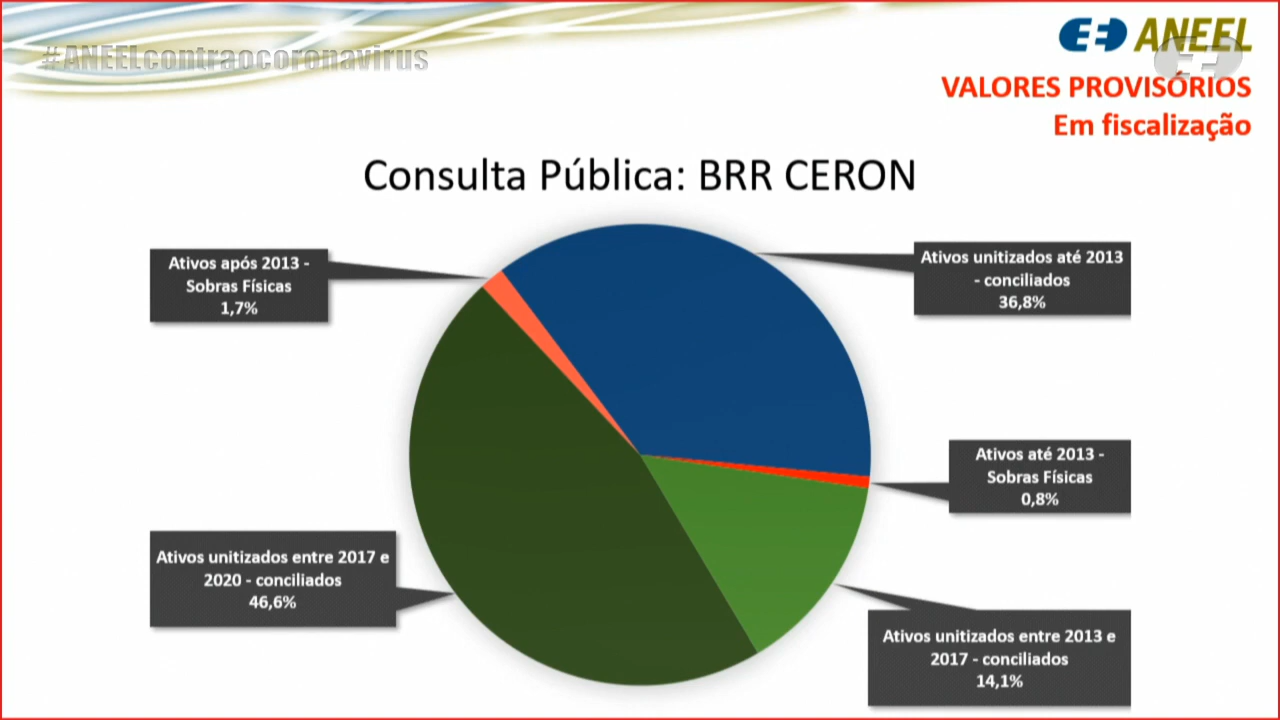 #ANEELcontraocoronavirus
ANEEL
VALORES PROVISÓRIOS
Em fiscalização
Consulta Pública: BRR CERON
Ativos após 2013 -
Sobras Físicas
1,7%
Ativos unitizados até 2013
- conciliados
36,8%
Ativos até 2013 -
Sobras Físicas
0,8%
Ativos unitizados entre 2017 e
2020 - conciliados
46,6%
Ativos unitizados entre 2013 e
2017 - conciliados
14,1%